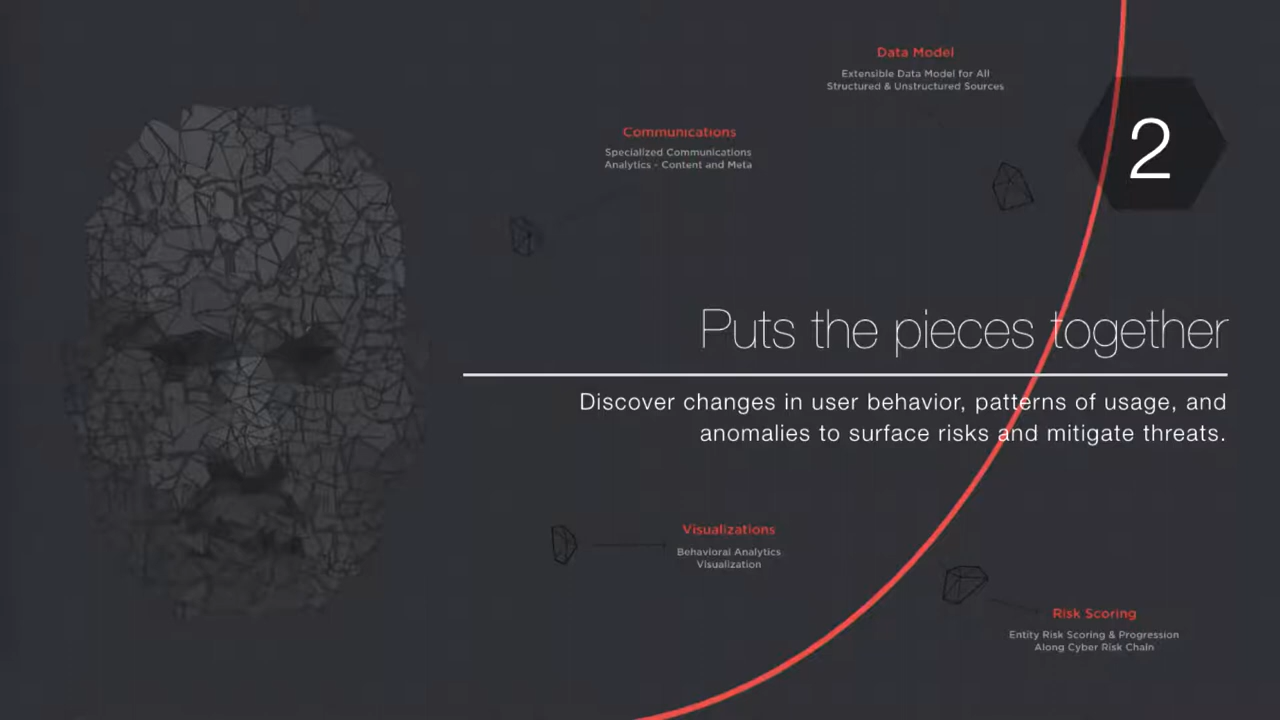 Data Model
Extensible Data Model for All
Structured & Unstructured Sources
Communications
Specialized Communications
Analytics - Content and Meta
2
Puts the pieces together
Discover changes in user behavior, patterns of usage, and
anomalies to surface risks and mitigate threats.
Visualizations
Behavioral Analytics
Visualization
Risk Scoring
Entity Risk Scoring & Progression
Along Cyber Risk Chain